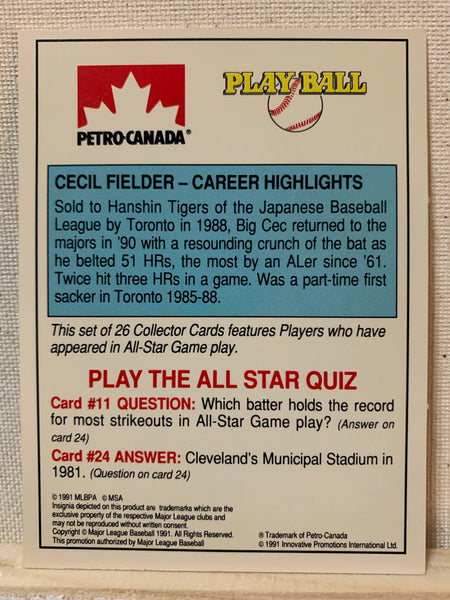 PLAY BALL
PETRO-CANADA®
CECIL FIELDER – CAREER HIGHLIGHTS
Sold to Hanshin Tigers of the Japanese Baseball
League by Toronto in 1988, Big Cec returned to the
majors in '90 with a resounding crunch of the bat as
he belted 51 HRs, the most by an ALer since '61.
Twice hit three HRs in a game. Was a part-time first
sacker in Toronto 1985-88.
This set of 26 Collector Cards features Players who have
appeared in All-Star Game play.
PLAY THE ALL STAR QUIZ
Card #11 QUESTION: Which batter holds the record
for most strikeouts in All-Star Game play? (Answer on
card 24)
Card #24 ANSWER: Cleveland's Municipal Stadium in
1981. (Question on card 24)
© 1991 MLBPA © MSA
Insignia depicted on this product are trademarks which are the
exclusive property of the respective Major League clubs and
may not be reproduced without written consent.
Copyright © Major League Baseball 1991. All Rights Reserved.
This promotion authorized by Major League Baseball
® Trademark of Petro-Canada
© 1991 Innovative Promotions International Ltd.